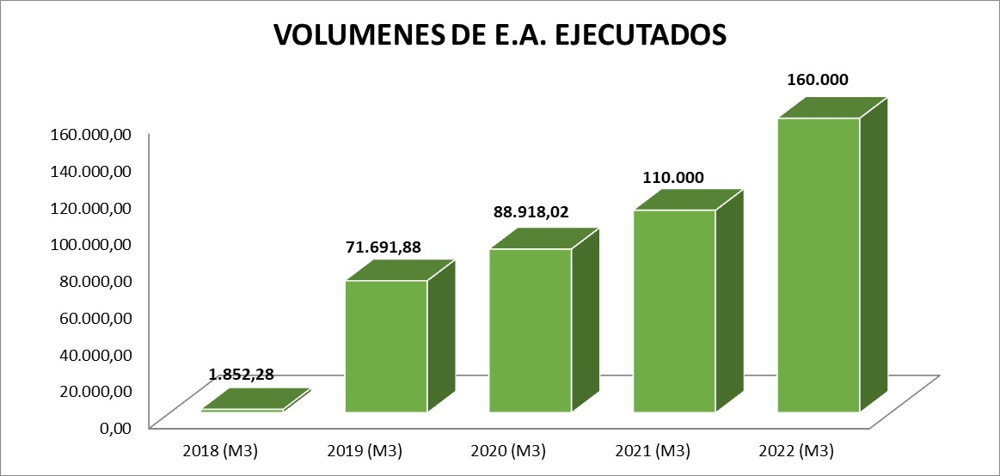 VOLUMENES DE E.A. EJECUTADOS
160.000
160.000,00
140.000,00
120.000,00
100.000,00
80.000,00
60.000,00
40.000,00
20.000,00
0,00
1.852,28
71.691,88
88.918,02
110.000
2018 (M3)
2019 (M3)
2020 (M3)
2021 (M3)
2022 (M3)